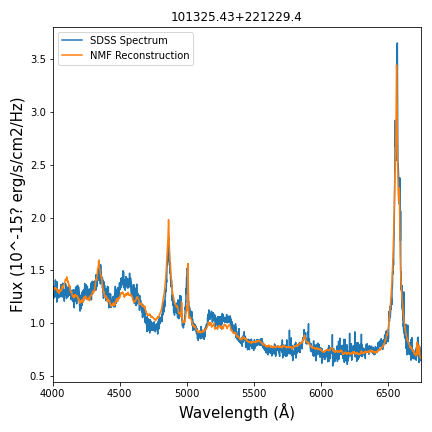 101325.43+221229.4
SDSS Spectrum
NMF Reconstruction
3.5
3.0
2.5
2.0
1.5
1.0
0.5
Flux (10^-15? erg/s/cm2/Hz)
4000 4500 5000 5500 6000 6500
Wavelength (Å)